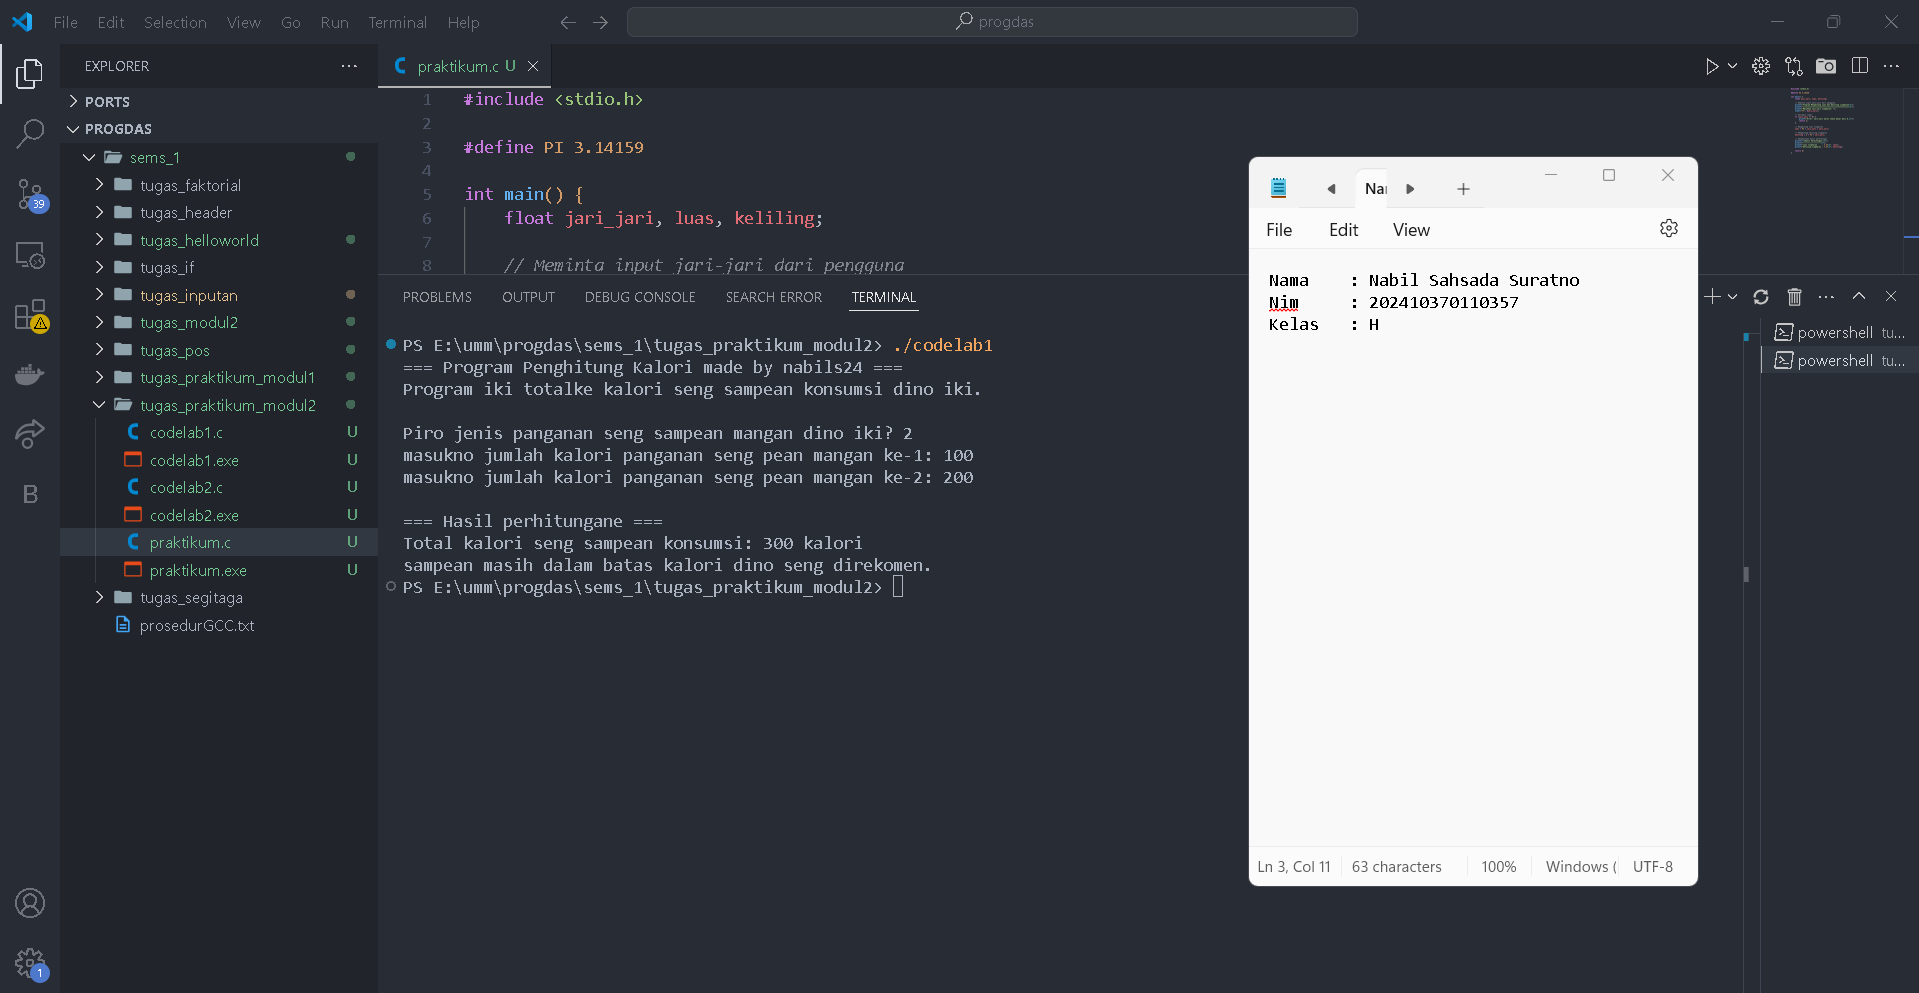 File Edit Selection View Go Run Terminal Help
progdas
EXPLORER
PORTS
PROGDAS
sems_1
tugas_faktorial
tugas_header
tugas_helloworld
tugas_if
tugas_inputan
tugas_modul2
tugas_pos
tugas_praktikum_modul1
tugas_praktikum_modul2
codelab1.c U
codelab1.exe U
codelab2.c U
codelab2.exe U
praktikum.c U
praktikum.exe U
tugas_segitaga
prosedurGCC.txt
39
B
1
praktikum.c U
1 #include <stdio.h>
2
3 #define PI 3.14159
4
5 int main() {
6 float jari_jari, luas, keliling;
7
8 // Meminta input jari-jari dari pengguna
PROBLEMS OUTPUT DEBUG CONSOLE SEARCH ERROR TERMINAL
PS E:\umm\progdas\sems_1\tugas_praktikum_modul2> ./codelab1
=== Program Penghitung Kalori made by nabils24 ===
Program iki totalke kalori seng sampean konsumsi dino iki.
Piro jenis panganan seng sampean mangan dino iki? 2
masukno jumlah kalori panganan seng pean mangan ke-1: 100
masukno jumlah kalori panganan seng pean mangan ke-2: 200
=== Hasil perhitungane ===
Total kalori seng sampean konsumsi: 300 kalori
sampean masih dalam batas kalori dino seng direkomen.
PS E:\umm\progdas\sems_1\tugas_praktikum_modul2>
powershell tu...
powershell tu...
File Edit View
Nama : Nabil Sahsada Suratno
Nim : 202410370110357
Kelas : H
Ln 3, Col 11 63 characters 100% Windows ( UTF-8